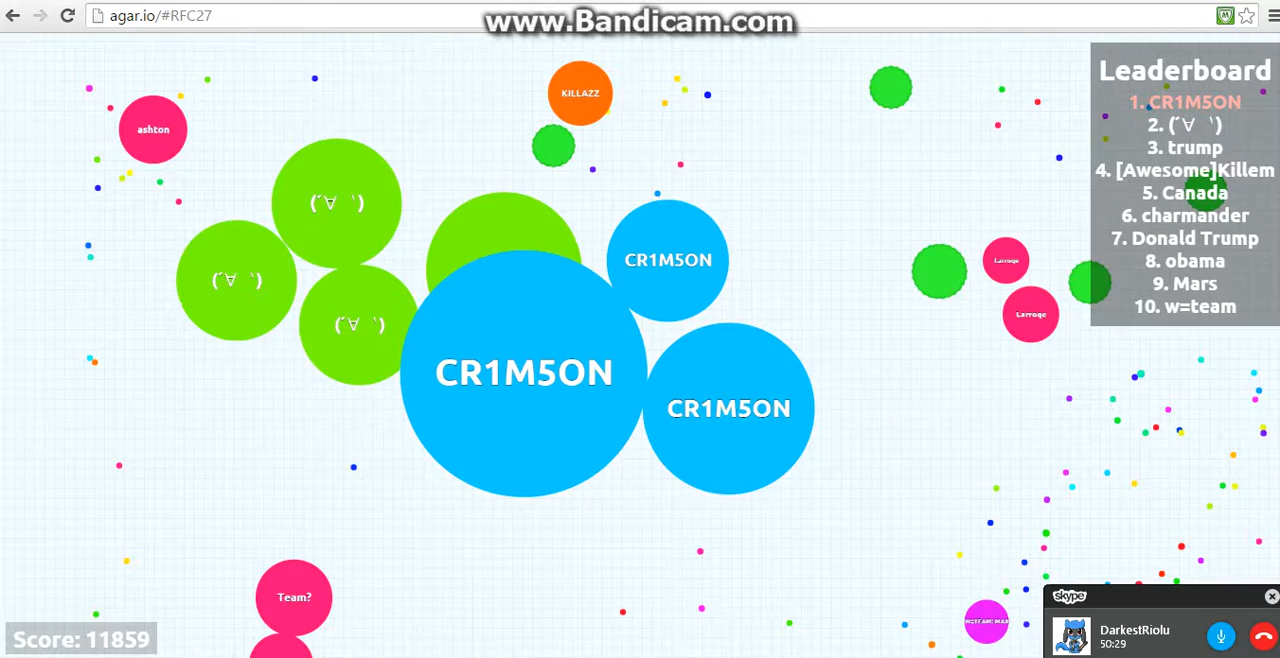 agar.io/#RFC27
www.Bandicam.com
Leaderboard
1. CR1M5ON
2. (´∀｀)
3. trump
4. [Awesome]Killem
5. Canada
6. charmander
7. Donald Trump
8. obama
9. Mars
10. w=team
KILLAZZ
ashton
(´∀｀)
(´∀｀)
(´∀｀)
CR1M5ON
CR1M5ON
CR1M5ON
Larroqe
Larroqe
Team?
W=TEAM! MAX
Score: 11859
skype
DarkestRiolu
50:29